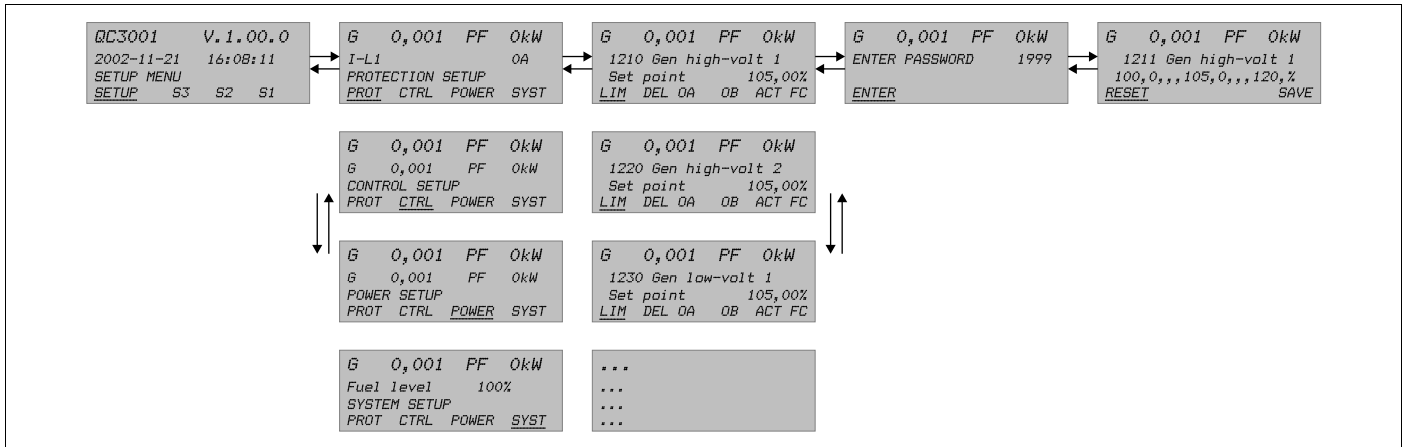 QC3001 V.1.00.0
2002-11-21 16:08:11
SETUP MENU
SETUP S3 S2 S1
G 0,001 PF 0kW
I-L1 0A
PROTECTION SETUP
PROT CTRL POWER SYST
G 0,001 PF 0kW
1210 Gen high-volt 1
Set point 105,00%
LIM DEL OA OB ACT FC
G 0,001 PF 0kW
ENTER PASSWORD 1999
ENTER
G 0,001 PF 0kW
1211 Gen high-volt 1
100,0,,,105,0,,,120,%
RESET SAVE
G 0,001 PF 0kW
G 0,001 PF 0kW
CONTROL SETUP
PROT CTRL POWER SYST
G 0,001 PF 0kW
1220 Gen high-volt 2
Set point 105,00%
LIM DEL OA OB ACT FC
G 0,001 PF 0kW
G 0,001 PF 0kW
POWER SETUP
PROT CTRL POWER SYST
G 0,001 PF 0kW
1230 Gen low-volt 1
Set point 105,00%
LIM DEL OA OB ACT FC
G 0,001 PF 0kW
Fuel level 100%
SYSTEM SETUP
PROT CTRL POWER SYST
...
...
...
...